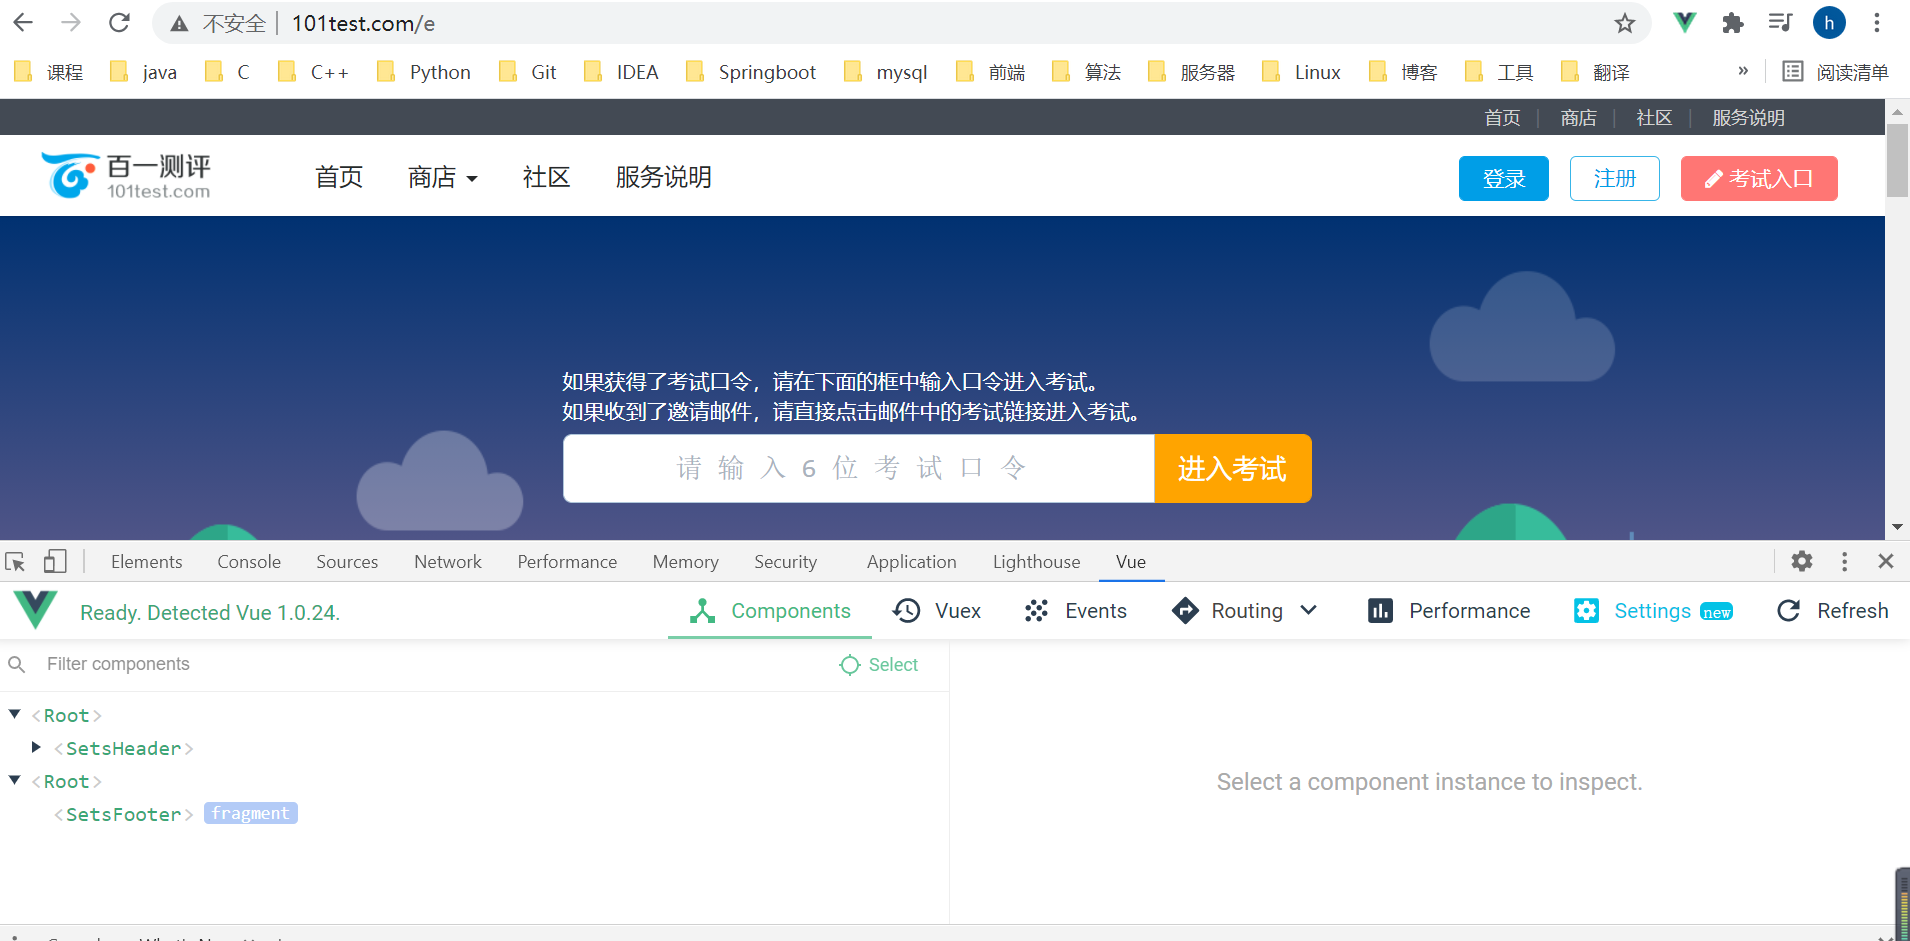 不安全 101test.com/e h
课程 java C C++ Python Git IDEA Springboot mysql 前端 算法 服务器 Linux 博客 工具 翻译 » 阅读清单
首页 商店 社区 服务说明
百一测评
101test.com
首页 商店 社区 服务说明 登录 注册 考试入口
如果获得了考试口令，请在下面的框中输入口令进入考试。
如果收到了邀请邮件，请直接点击邮件中的考试链接进入考试。
请输入6位考试口令 进入考试
Elements Console Sources Network Performance Memory Security Application Lighthouse Vue
Ready. Detected Vue 1.0.24. Components Vuex Events Routing Performance Settings new Refresh
Filter components Select
<Root>
<SetsHeader>
<Root>
<SetsFooter> fragment
Select a component instance to inspect.